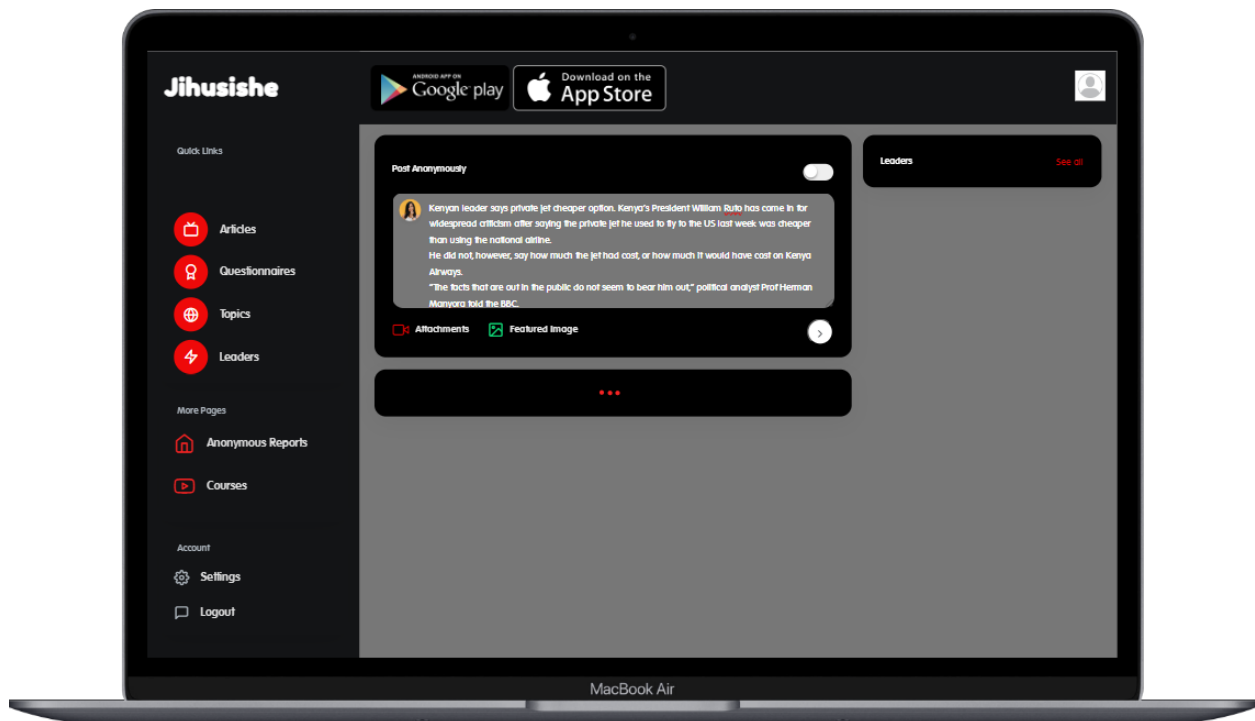 Jihusishe
ANDROID APP ON
Google play
Download on the
App Store
Quick Links
Articles
Questionnaires
Topics
Leaders
More Pages
Anonymous Reports
Courses
Account
Settings
Logout
Post Anonymously
Kenyan leader says private jet cheaper option. Kenya's President William Ruto has come in for
widespread criticism after saying the private jet he used to fly to the US last week was cheaper
than using the national airline.
He did not, however, say how much the jet had cost, or how much it would have cost on Kenya
Airways.
"The facts that are out in the public do not seem to bear him out," political analyst Prof Herman
Manyora told the BBC.
Attachments
Featured Image
Leaders
See all
MacBook Air